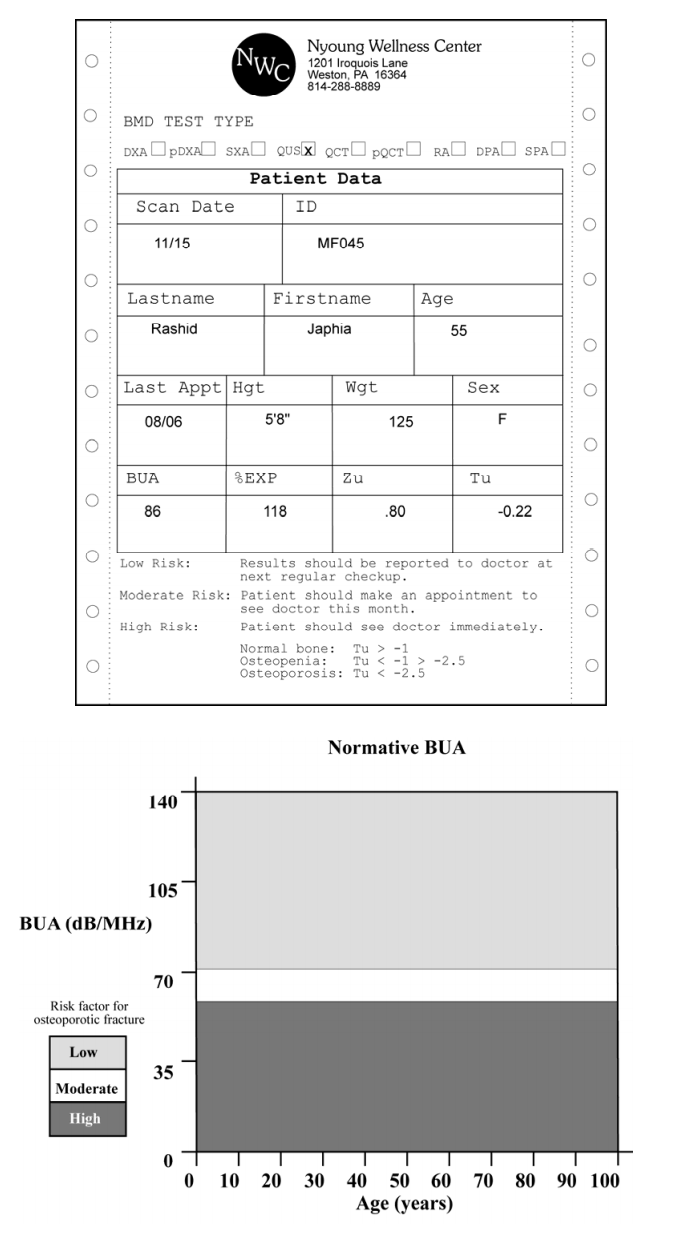 NWC
Nyoung Wellness Center
1201 Iroquois Lane
Weston, PA 16364
814-288-8889
BMD TEST TYPE
DXA pDXA SXA QUS X QCT pQCT RA DPA SPA
Patient Data
Scan Date ID
11/15 MF045
Lastname Firstname Age
Rashid Japhia 55
Last Appt Hgt Wgt Sex
08/06 5'8" 125 F
BUA %EXP Zu Tu
86 118 .80 -0.22
Low Risk: Results should be reported to doctor at
next regular checkup.
Moderate Risk: Patient should make an appointment to
see doctor this month.
High Risk: Patient should see doctor immediately.
Normal bone: Tu > -1
Osteopenia: Tu < -1 > -2.5
Osteoporosis: Tu < -2.5
Normative BUA
140
105
BUA (dB/MHz)
70
Risk factor for
osteoporotic fracture
Low
Moderate
High
35
0
0 10 20 30 40 50 60 70 80 90 100
Age (years)